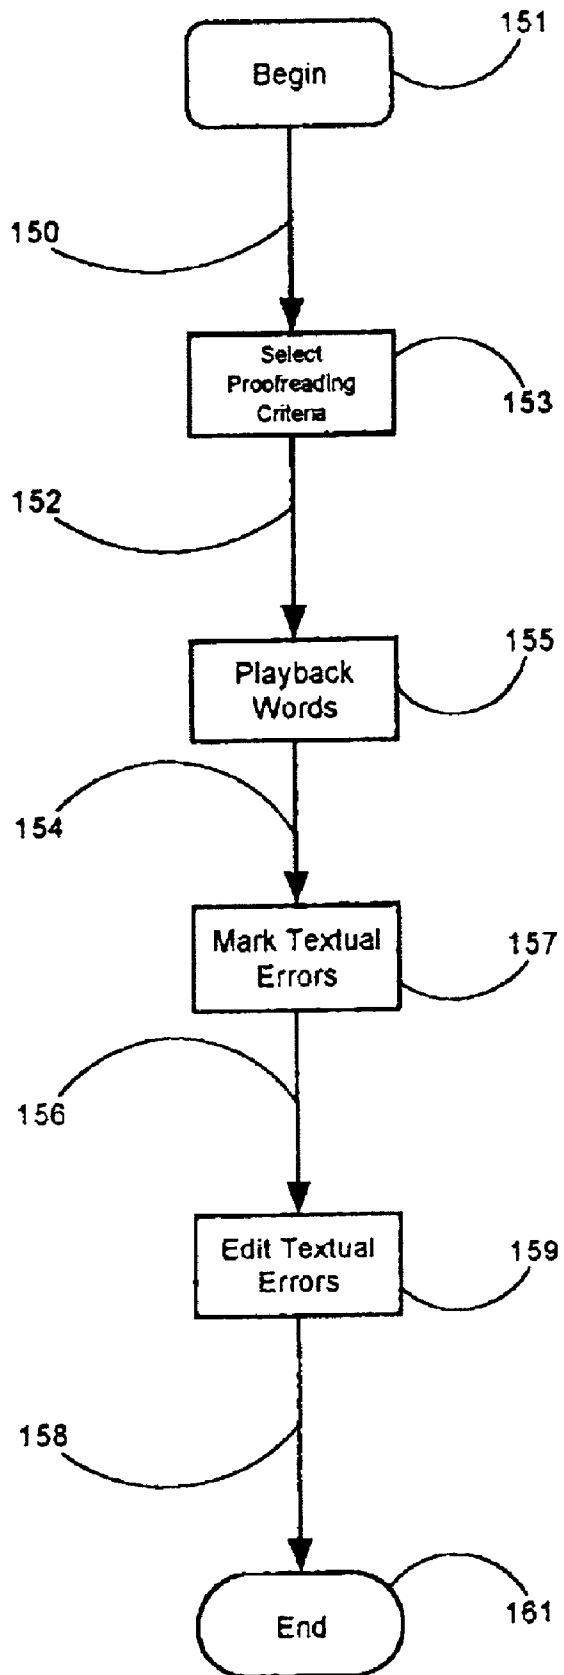 151
Begin
150
Select
Proofreading
Criteria
153
152
155
Playback
Words
154
Mark Textual
Errors
157
156
Edit Textual
Errors
159
158
End
161